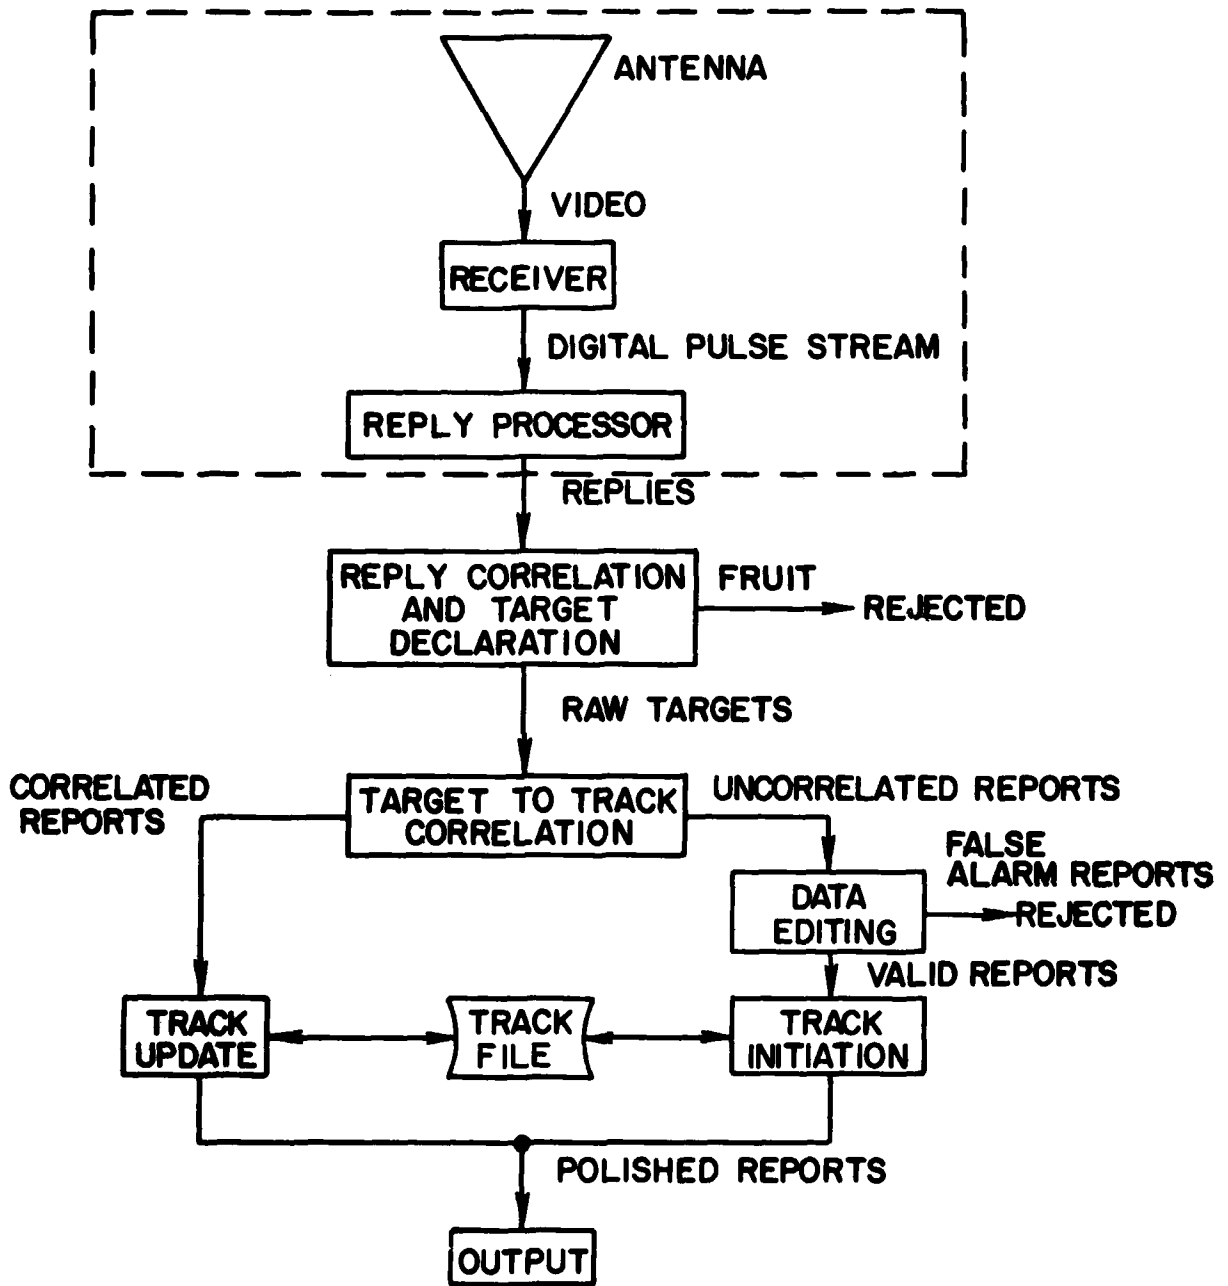 ANTENNA
VIDEO
RECEIVER
DIGITAL PULSE STREAM
REPLY PROCESSOR
REPLIES
REPLY CORRELATION
AND TARGET
DECLARATION
FRUIT
REJECTED
RAW TARGETS
CORRELATED
REPORTS
TARGET TO TRACK
CORRELATION
UNCORRELATED REPORTS
FALSE
ALARM REPORTS
DATA
EDITING
REJECTED
VALID REPORTS
TRACK
UPDATE
TRACK
FILE
TRACK
INITIATION
POLISHED REPORTS
OUTPUT